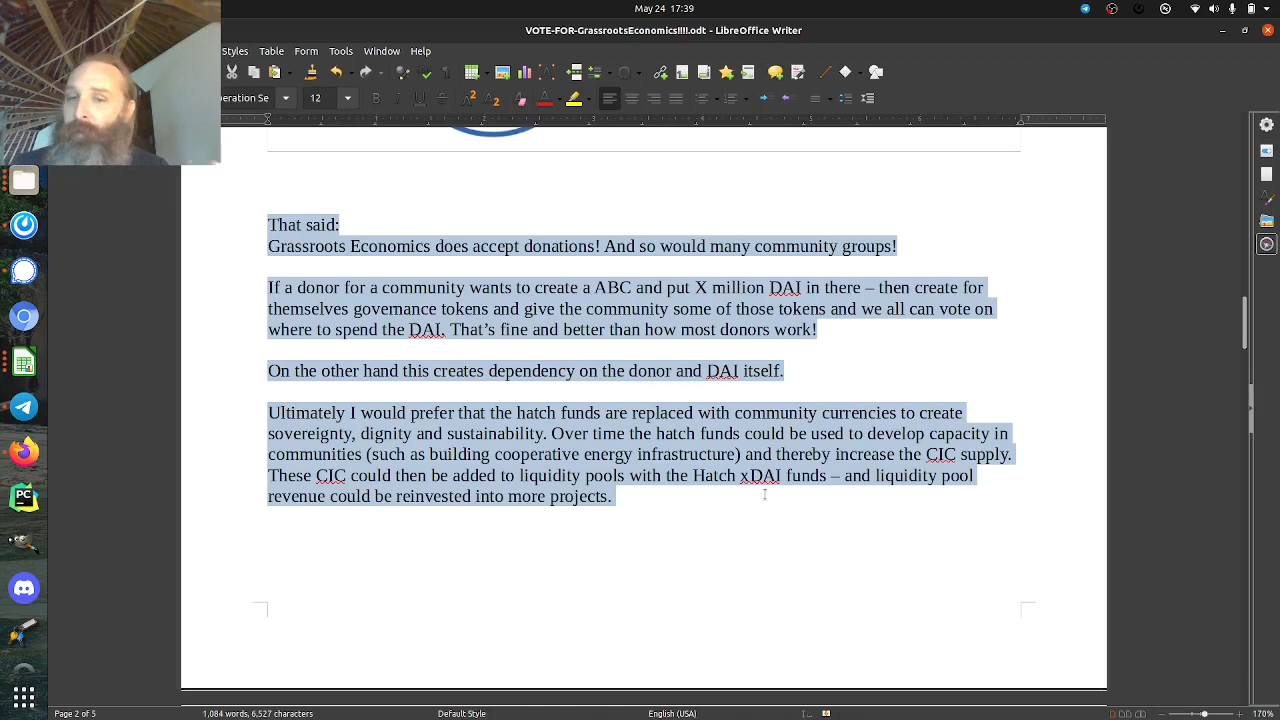 May 24  17:39
VOTE-FOR-GrassrootsEconomics!!!!.odt - LibreOffice Writer
Styles Table Form Tools Window Help
12
1 2 3 4 5 6 7
That said:
Grassroots Economics does accept donations! And so would many community groups!
If a donor for a community wants to create a ABC and put X million DAI in there – then create for
themselves governance tokens and give the community some of those tokens and we all can vote on
where to spend the DAI. That’s fine and better than how most donors work!
On the other hand this creates dependency on the donor and DAI itself.
Ultimately I would prefer that the hatch funds are replaced with community currencies to create
sovereignty, dignity and sustainability. Over time the hatch funds could be used to develop capacity in
communities (such as building cooperative energy infrastructure) and thereby increase the CIC supply.
These CIC could then be added to liquidity pools with the Hatch xDAI funds – and liquidity pool
revenue could be reinvested into more projects.
Page 2 of 5 1,084 words, 6,527 characters Default Style English (USA) 170%